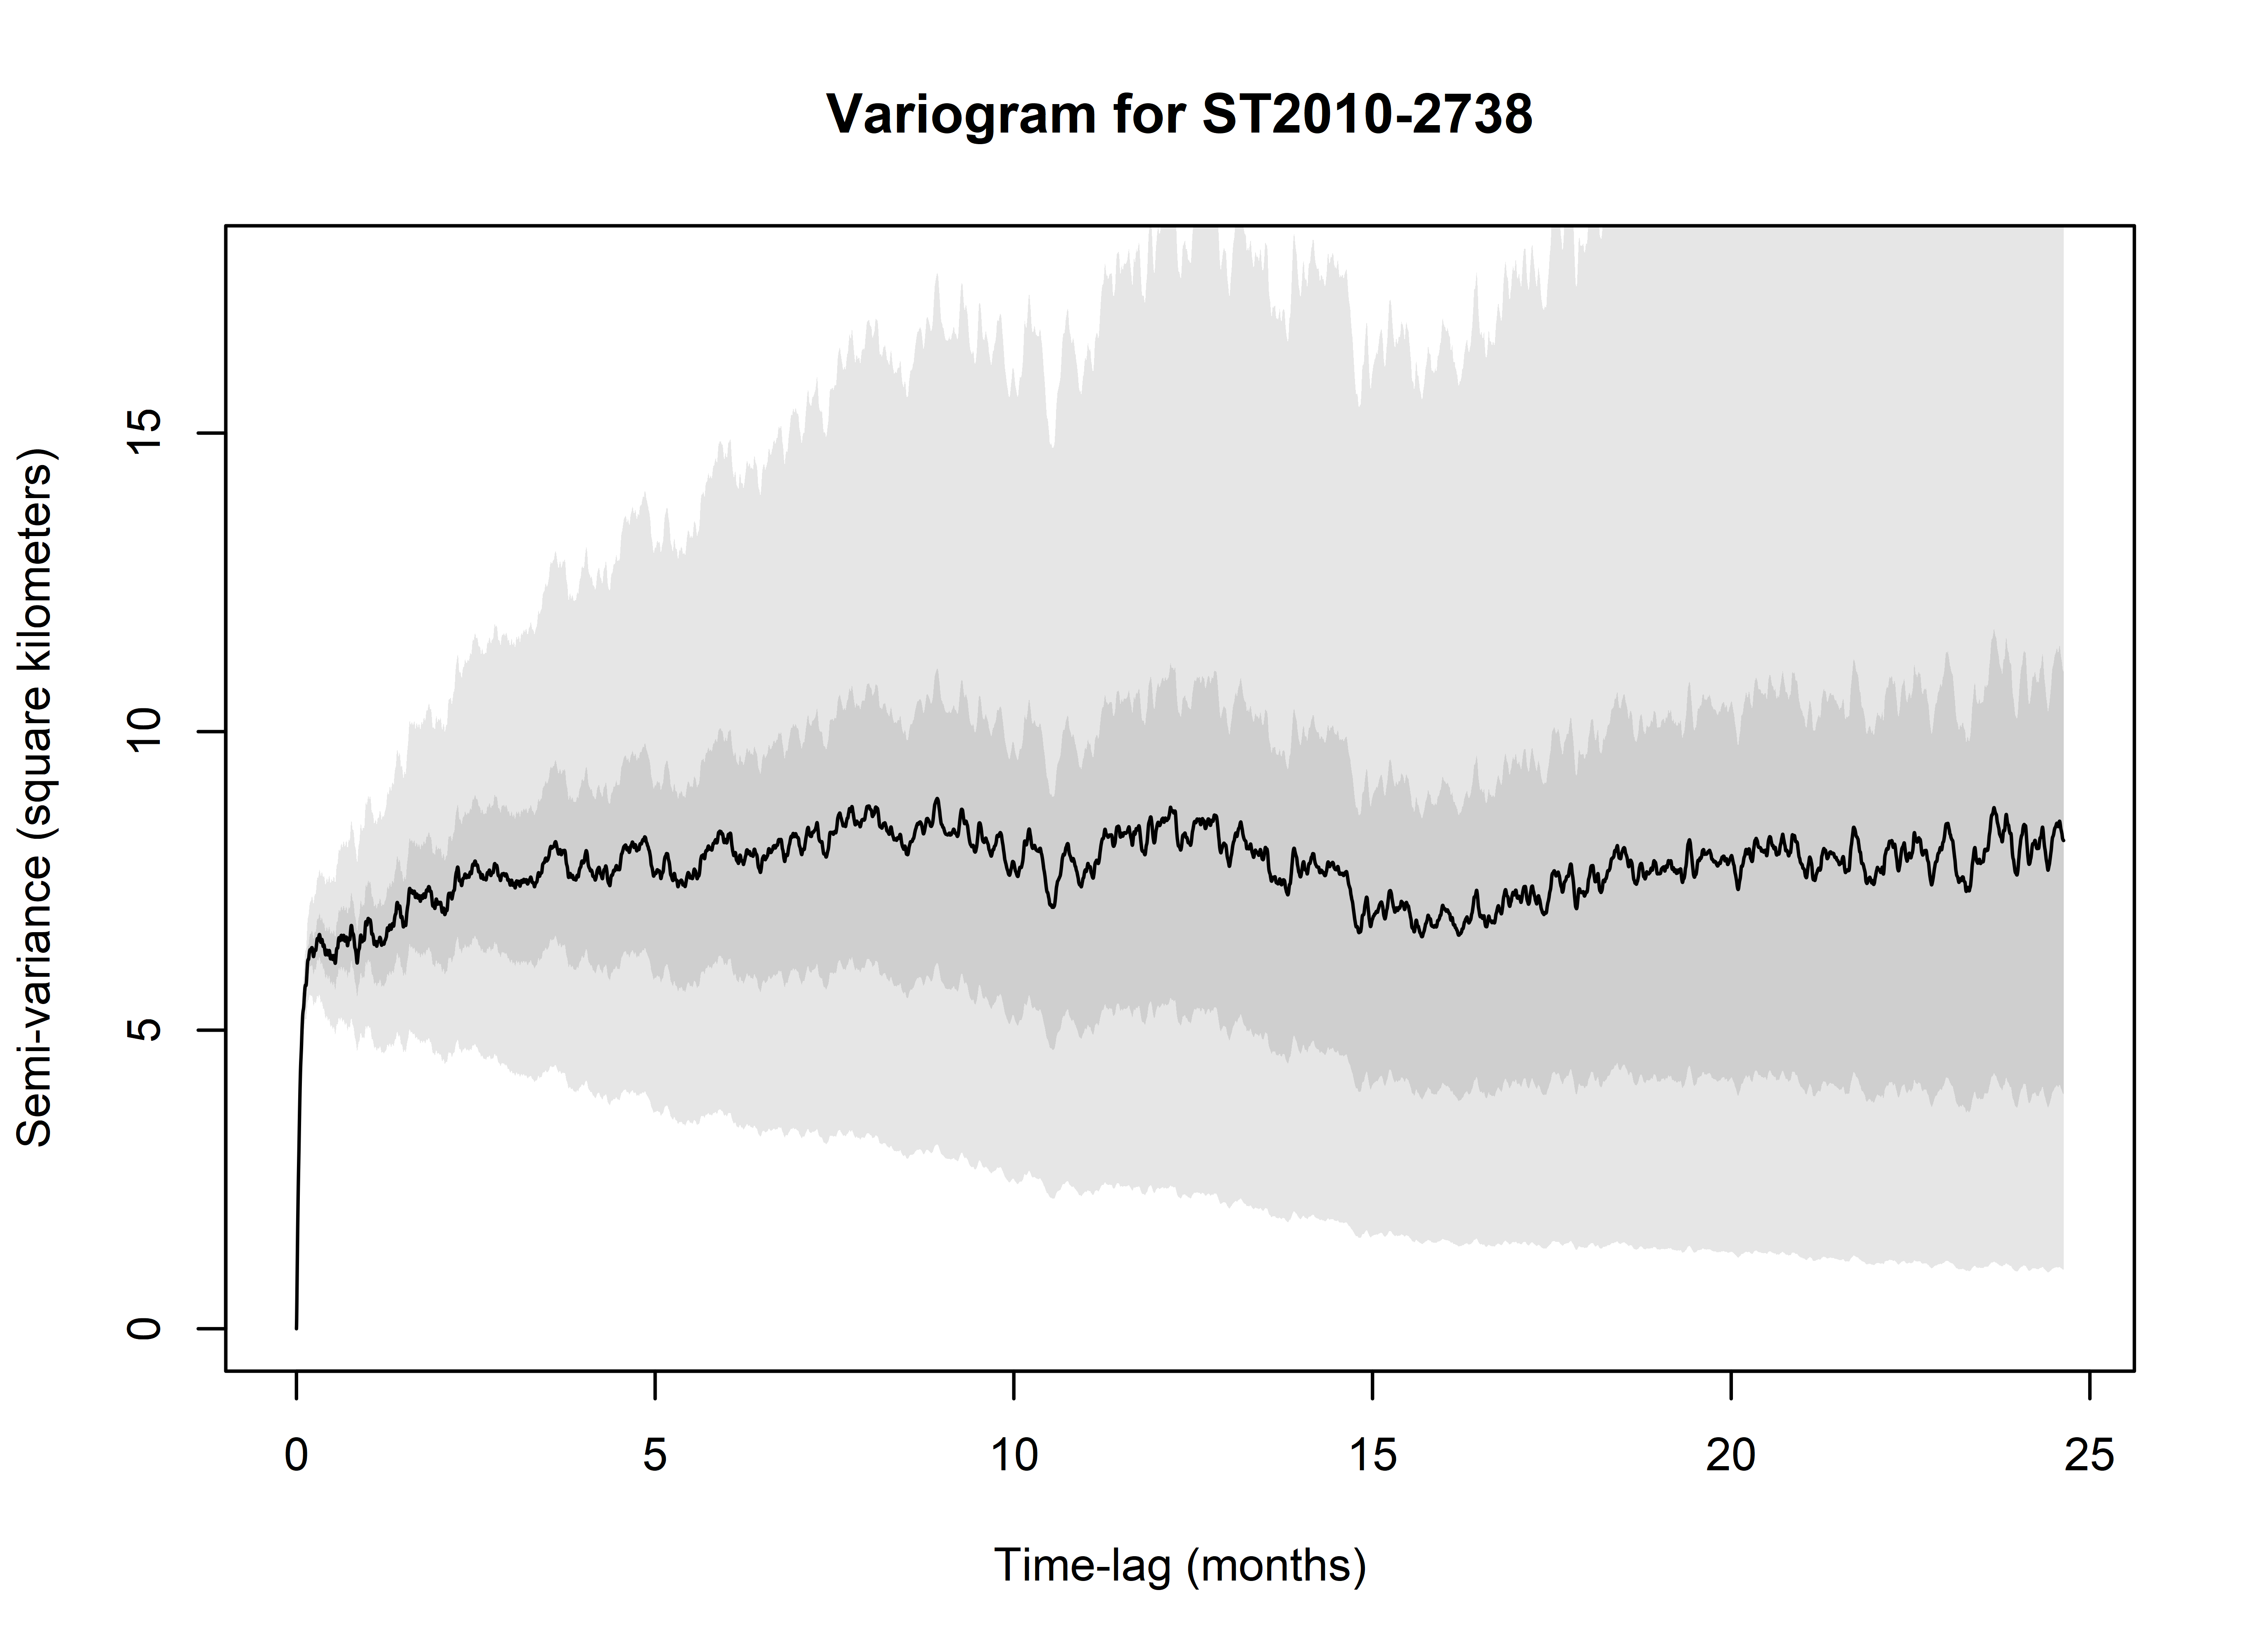 Variogram for ST2010-2738
Semi-variance (square kilometers)
15
10
5
0
0 5 10 15 20 25
Time-lag (months)